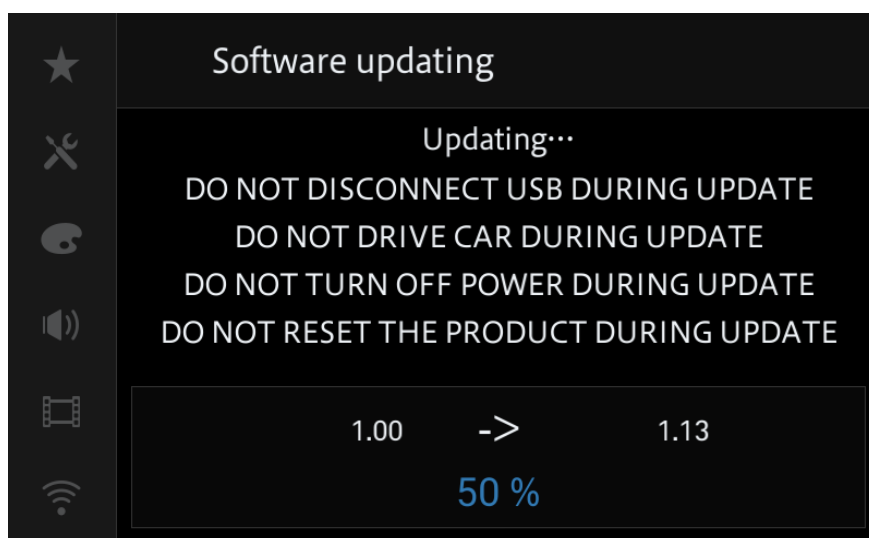 Software updating
Updating···
DO NOT DISCONNECT USB DURING UPDATE
DO NOT DRIVE CAR DURING UPDATE
DO NOT TURN OFF POWER DURING UPDATE
DO NOT RESET THE PRODUCT DURING UPDATE
1.00 -> 1.13
50 %